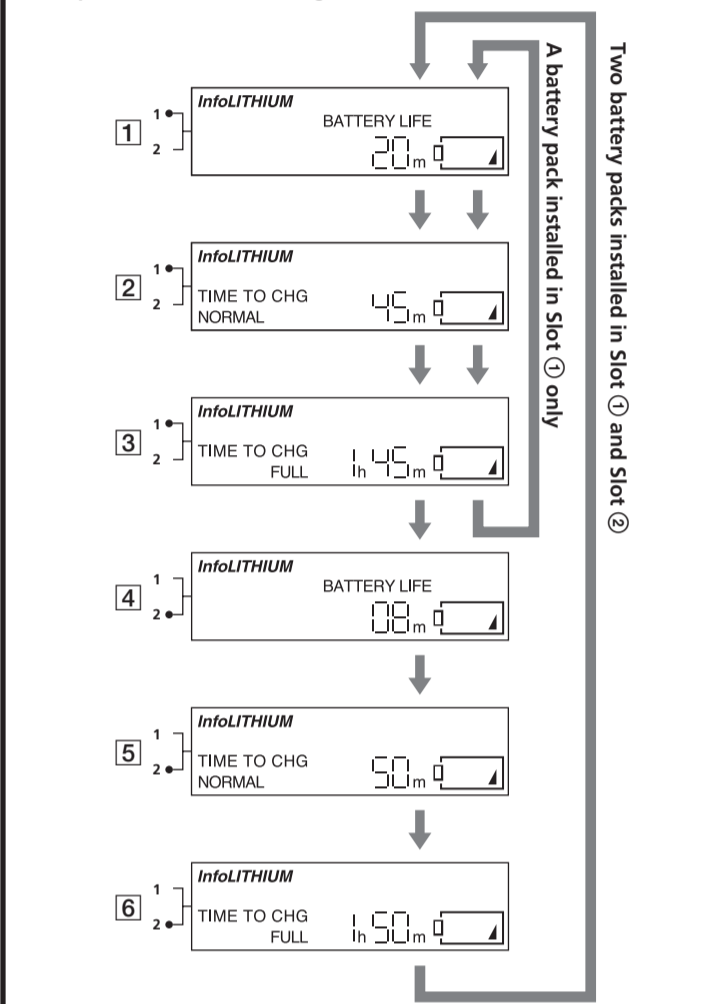 1
1
2
InfoLITHIUM
BATTERY LIFE
20m
2
1
2
InfoLITHIUM
TIME TO CHG
NORMAL
45m
3
1
2
InfoLITHIUM
TIME TO CHG
FULL
1h 45m
4
1
2
InfoLITHIUM
BATTERY LIFE
08m
5
1
2
InfoLITHIUM
TIME TO CHG
NORMAL
50m
6
1
2
InfoLITHIUM
TIME TO CHG
FULL
1h 50m
A battery pack installed in Slot ① only
Two battery packs installed in Slot ① and Slot ②